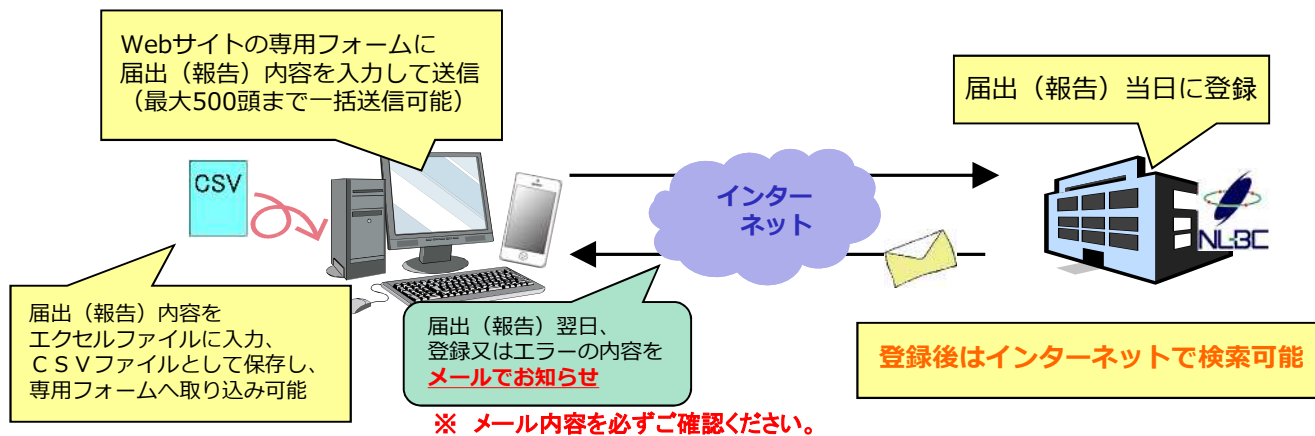 Webサイトの専用フォームに
届出（報告）内容を入力して送信
（最大500頭まで一括送信可能）
届出（報告）当日に登録
CSV
インター
ネット
NLBC
届出（報告）内容を
エクセルファイルに入力、
ＣＳＶファイルとして保存し、
専用フォームへ取り込み可能
届出（報告）翌日、
登録又はエラーの内容を
メールでお知らせ
登録後はインターネットで検索可能
※ メール内容を必ずご確認ください。